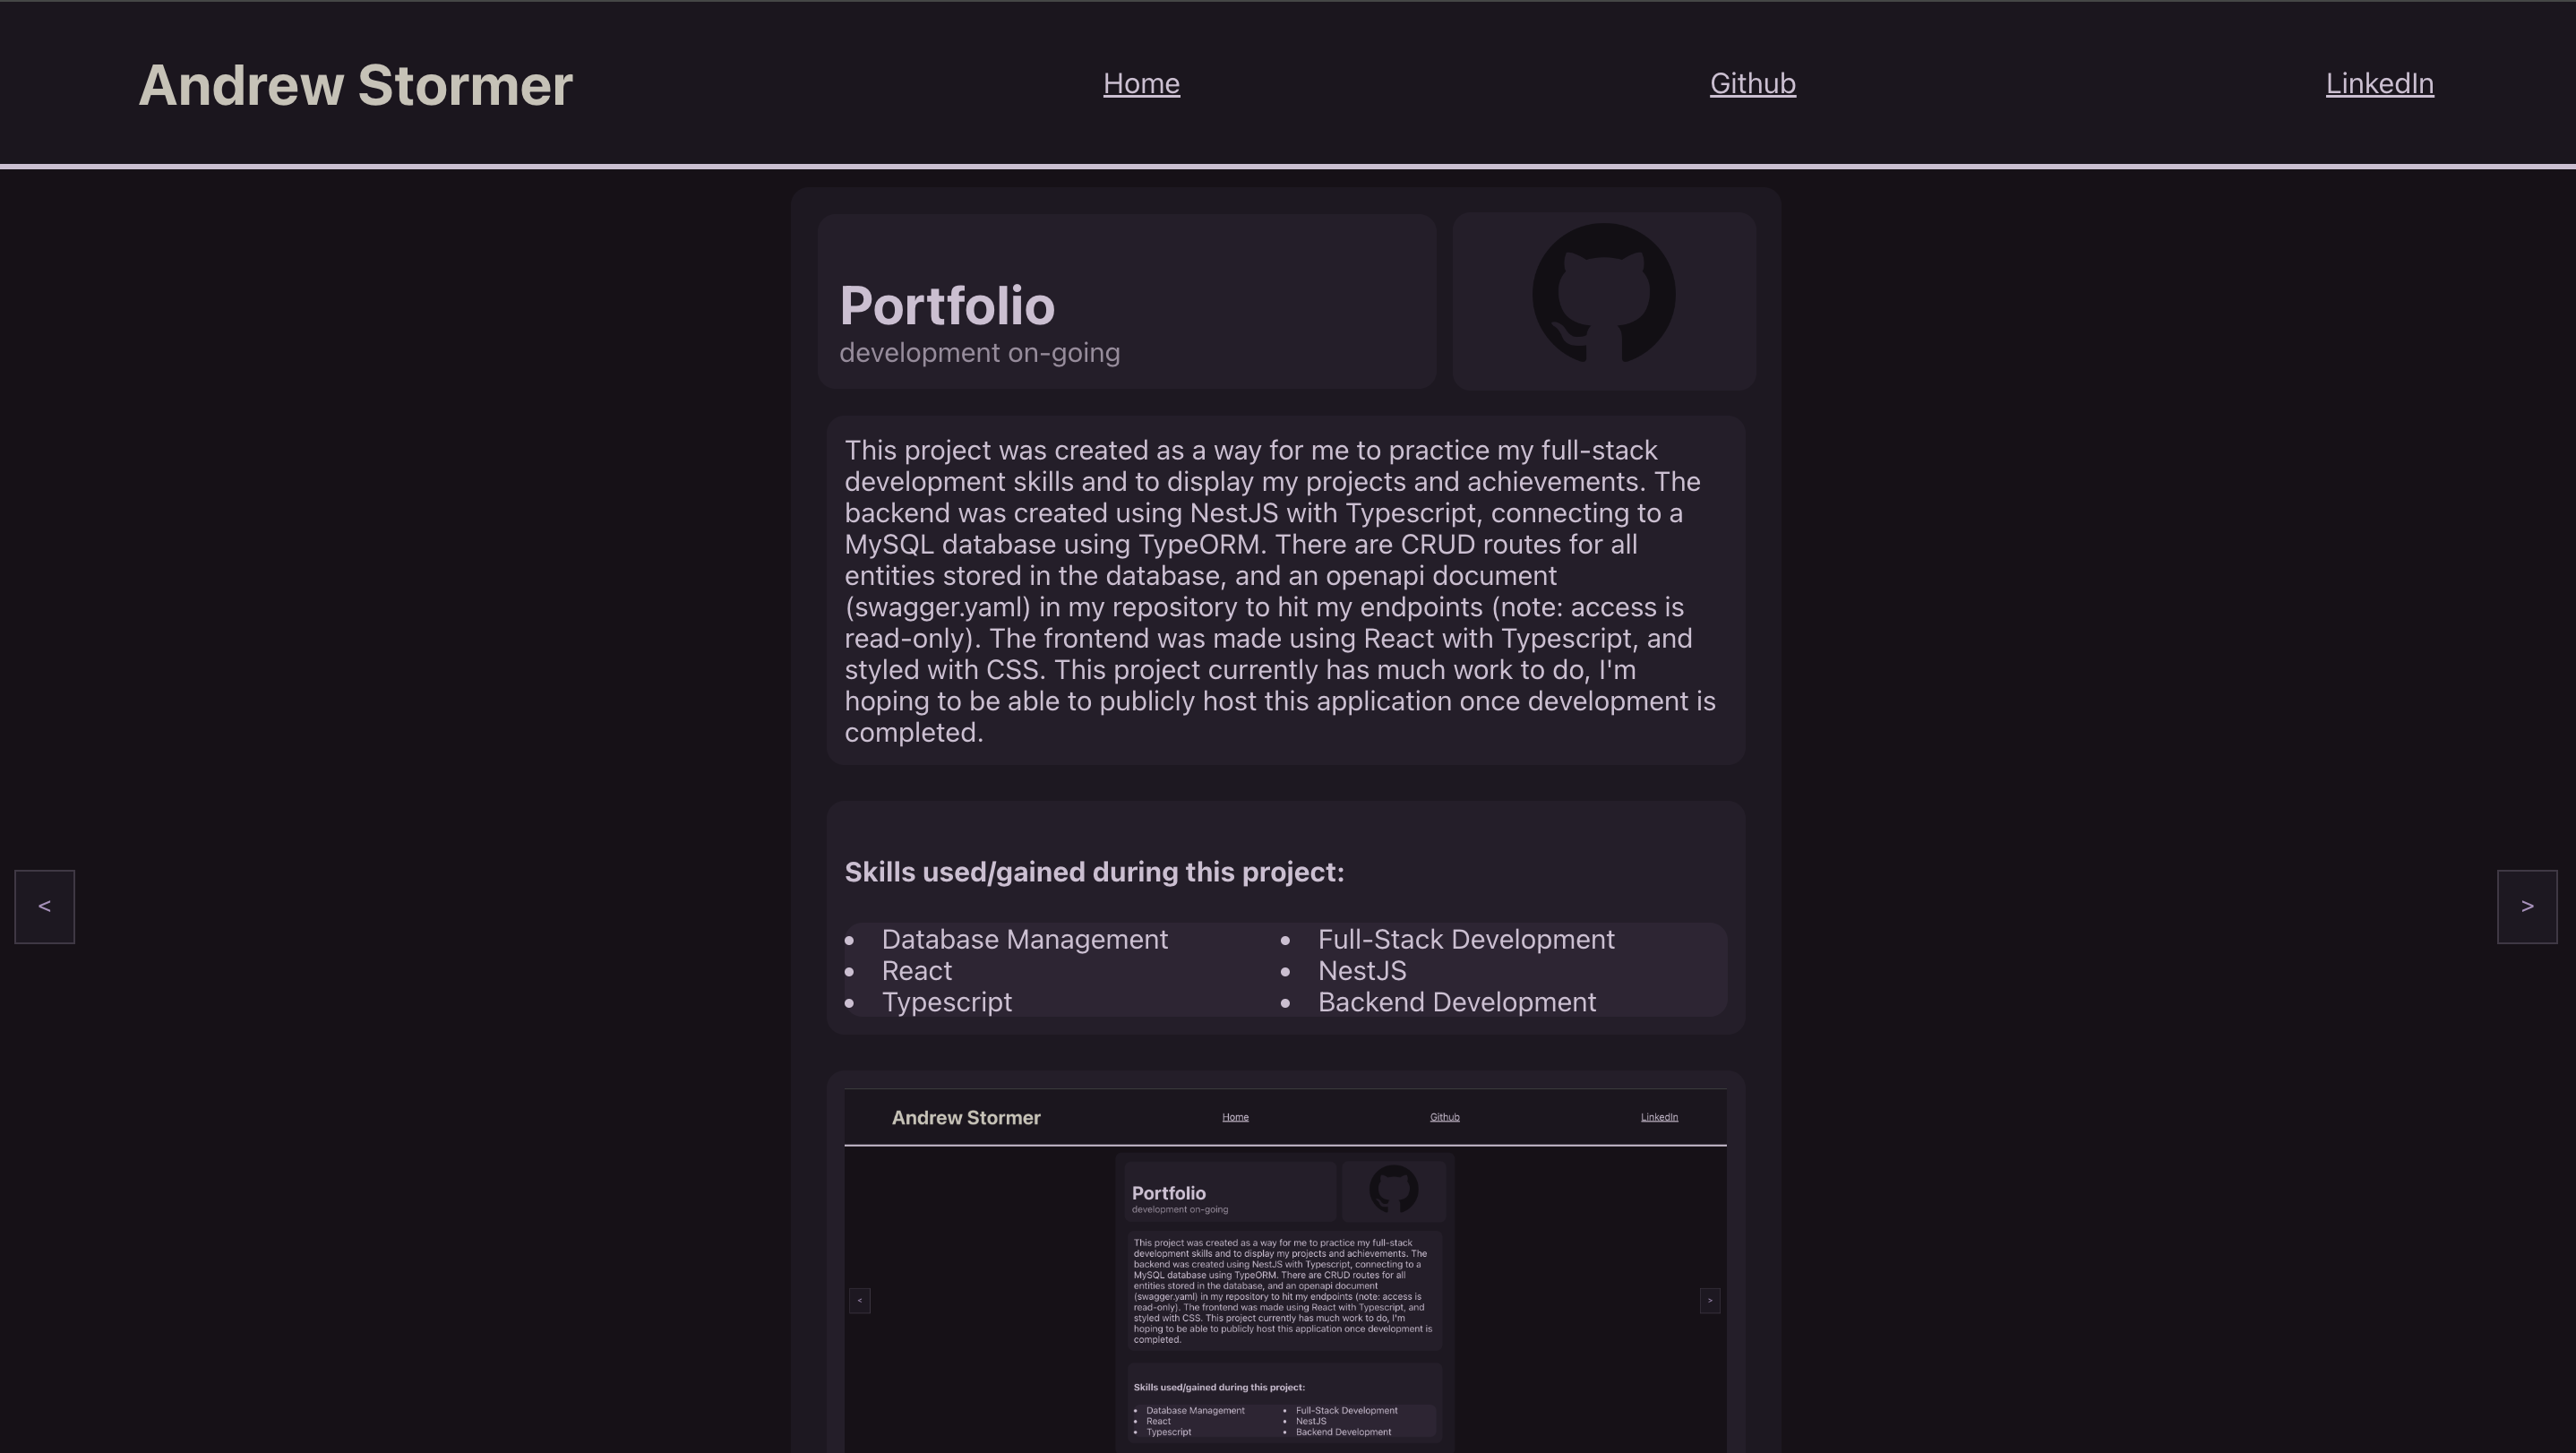 Andrew Stormer
Home
Github
LinkedIn
Portfolio
development on-going
This project was created as a way for me to practice my full-stack
development skills and to display my projects and achievements. The
backend was created using NestJS with Typescript, connecting to a
MySQL database using TypeORM. There are CRUD routes for all
entities stored in the database, and an openapi document
(swagger.yaml) in my repository to hit my endpoints (note: access is
read-only). The frontend was made using React with Typescript, and
styled with CSS. This project currently has much work to do, I'm
hoping to be able to publicly host this application once development is
completed.
Skills used/gained during this project:
• Database Management
• Full-Stack Development
• React
• NestJS
• Typescript
• Backend Development
<
>
Andrew Stormer
Home
Github
LinkedIn
Portfolio
development on-going
This project was created as a way for me to practice my full-stack
development skills and to display my projects and achievements. The
backend was created using NestJS with Typescript, connecting to a
MySQL database using TypeORM. There are CRUD routes for all
entities stored in the database, and an openapi document
(swagger.yaml) in my repository to hit my endpoints (note: access is
read-only). The frontend was made using React with Typescript, and
styled with CSS. This project currently has much work to do, I'm
hoping to be able to publicly host this application once development is
completed.
<
>
Skills used/gained during this project:
• Database Management
• Full-Stack Development
• React
• NestJS
• Typescript
• Backend Development